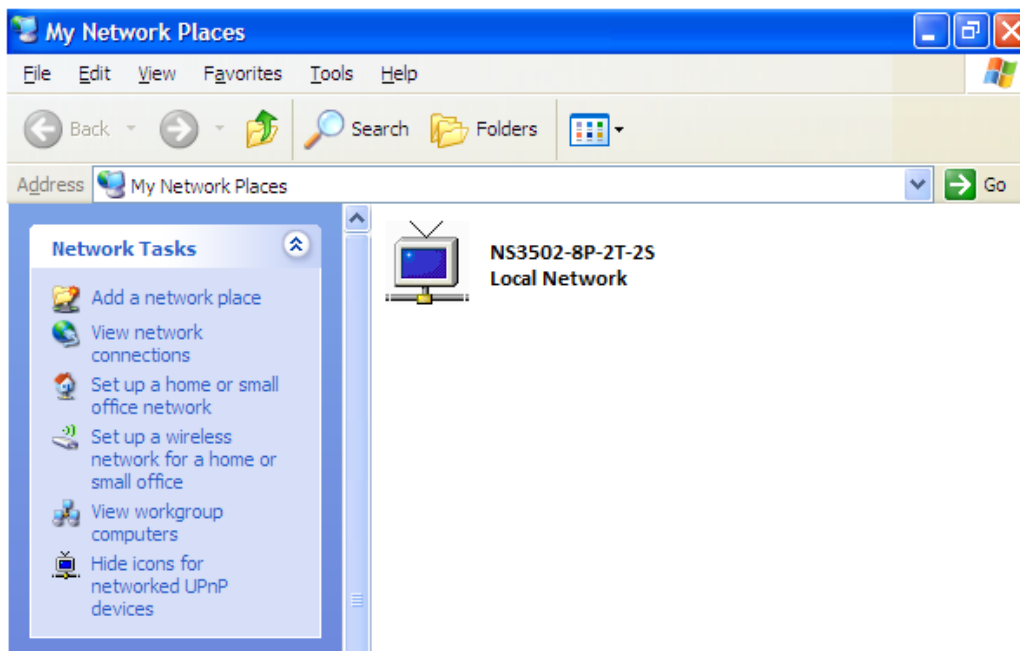 My Network Places
File Edit View Favorites Tools Help
Back Search Folders
Address My Network Places Go
Network Tasks
Add a network place
View network
connections
Set up a home or small
office network
Set up a wireless
network for a home or
small office
View workgroup
computers
Hide icons for
networked UPnP
devices
NS3502-8P-2T-2S
Local Network